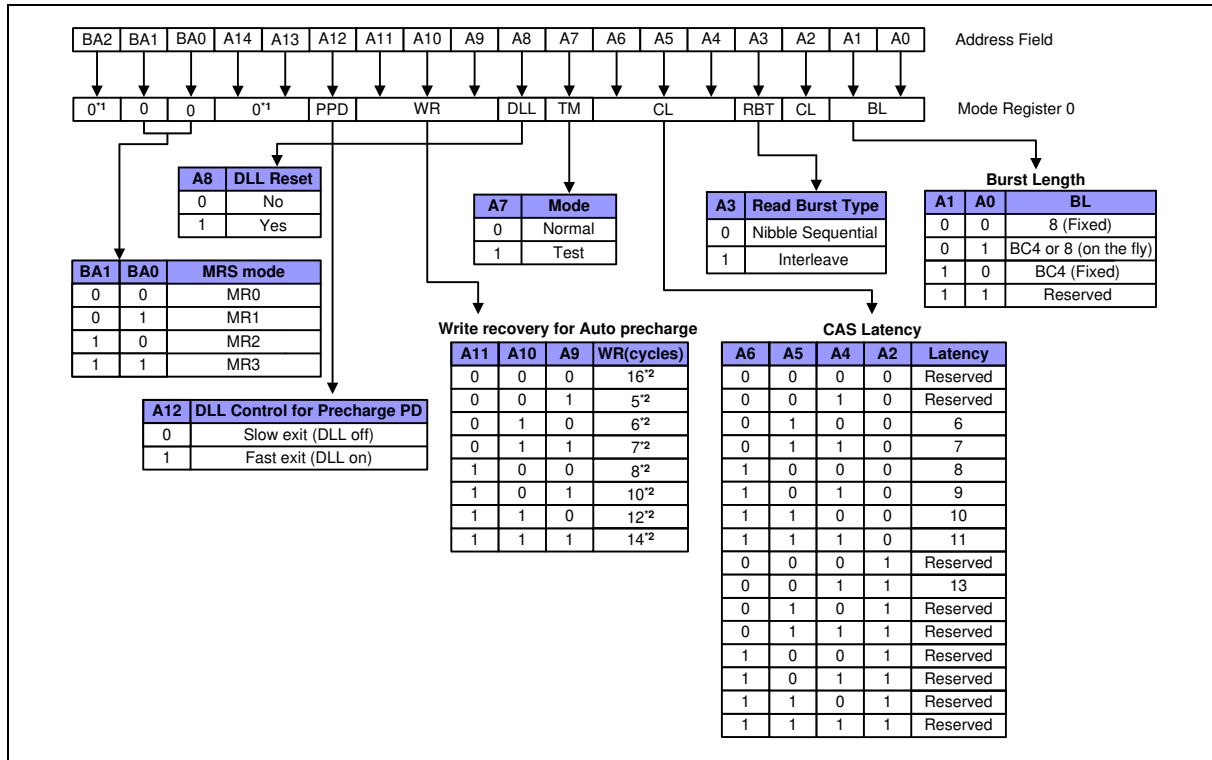 BA2 BA1 BA0 A14 A13 A12 A11 A10 A9 A8 A7 A6 A5 A4 A3 A2 A1 A0 Address Field
0*1 0 0 0*1 PPD WR DLL TM CL RBT CL BL Mode Register 0
A8 DLL Reset
0 No
1 Yes
A7 Mode
0 Normal
1 Test
A3 Read Burst Type
0 Nibble Sequential
1 Interleave
Burst Length
A1 A0 BL
0 0 8 (Fixed)
0 1 BC4 or 8 (on the fly)
1 0 BC4 (Fixed)
1 1 Reserved
BA1 BA0 MRS mode
0 0 MR0
0 1 MR1
1 0 MR2
1 1 MR3
A12 DLL Control for Precharge PD
0 Slow exit (DLL off)
1 Fast exit (DLL on)
Write recovery for Auto precharge
A11 A10 A9 WR(cycles)
0 0 0 16*2
0 0 1 5*2
0 1 0 6*2
0 1 1 7*2
1 0 0 8*2
1 0 1 10*2
1 1 0 12*2
1 1 1 14*2
CAS Latency
A6 A5 A4 A2 Latency
0 0 0 0 Reserved
0 0 1 0 Reserved
0 1 0 0 6
0 1 1 0 7
1 0 0 0 8
1 0 1 0 9
1 1 0 0 10
1 1 1 0 11
0 0 0 1 Reserved
0 0 1 1 13
0 1 0 1 Reserved
0 1 1 1 Reserved
1 0 0 1 Reserved
1 0 1 1 Reserved
1 1 0 1 Reserved
1 1 1 1 Reserved